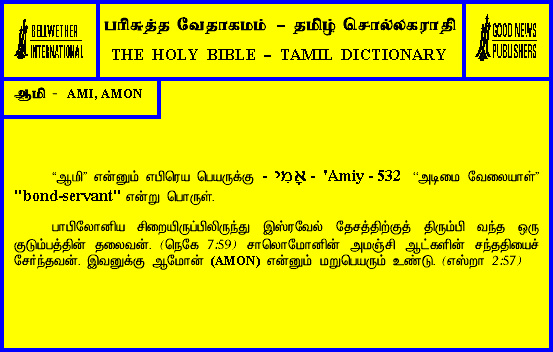 BELLWETHER
INTERNATIONAL
பரிசுத்த வேதாகமம் – தமிழ் சொல்லகராதி
THE HOLY BIBLE – TAMIL DICTIONARY
GOOD NEWS
PUBLISHERS
ஆமி - AMI, AMON
“ஆமி” என்னும் எபிரெய பெயருக்கு - אָמִי - 'Amiy - 532 “அடிமை வேலையாள்”
"bond-servant" என்று பொருள்.
பாபிலோனிய சிறையிருப்பிலிருந்து இஸ்ரவேல் தேசத்திற்குத் திரும்பி வந்த ஒரு
குடும்பத்தின் தலைவன். (நெகே 7:59) சாலொமோனின் அமஞ்சி ஆட்களின் சந்ததியைச்
சேர்ந்தவன். இவனுக்கு ஆமோன் (AMON) என்னும் மறுபெயரும் உண்டு. (எஸ்றா 2:57)